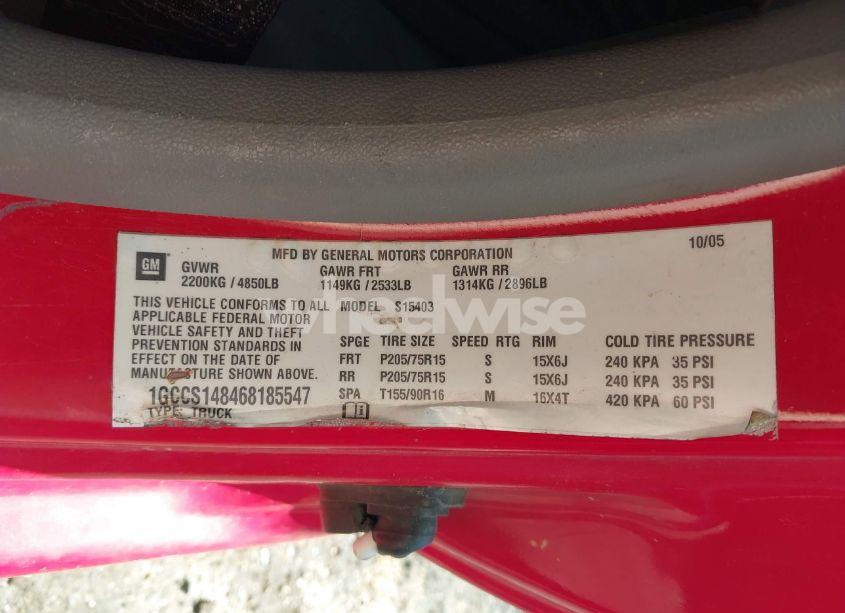 MFD BY GENERAL MOTORS CORPORATION
10/05
GM
GVWR GAWR FRT GAWR RR
2200KG / 4850LB 1149KG / 2533LB 1314KG / 2896LB
THIS VEHICLE CONFORMS TO ALL
APPLICABLE FEDERAL MOTOR
VEHICLE SAFETY AND THEFT
PREVENTION STANDARDS IN
EFFECT ON THE DATE OF
MANUFACTURE SHOWN ABOVE.
1GCCS148468185547
TYPE: TRUCK
MODEL S15403
SPGE TIRE SIZE SPEED RTG RIM COLD TIRE PRESSURE
FRT P205/75R15 S 15X6J 240 KPA 35 PSI
RR P205/75R15 S 15X6J 240 KPA 35 PSI
SPA T155/90R16 M 16X4T 420 KPA 60 PSI
wheelwise